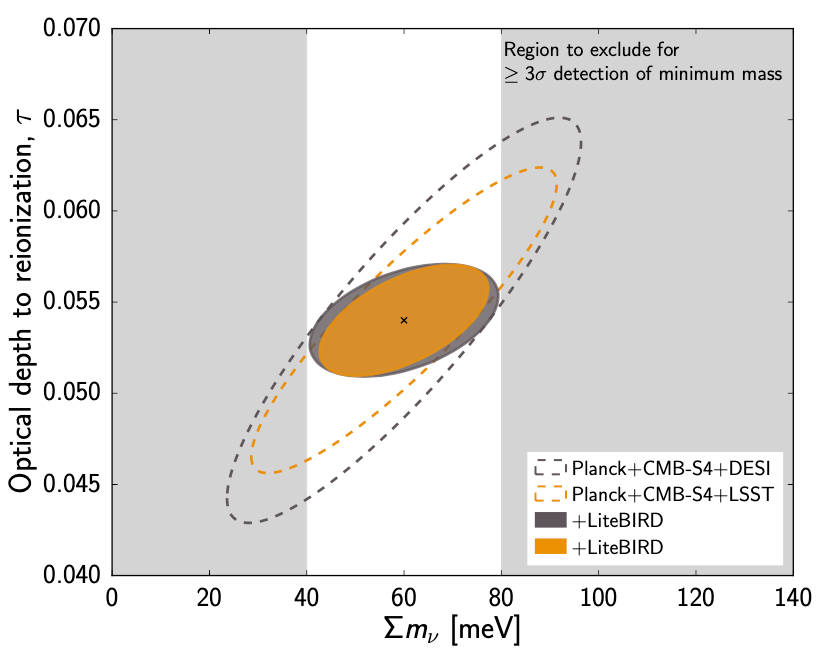 Region to exclude for
≥ 3σ detection of minimum mass
Optical depth to reionization, τ
0.070
0.065
0.060
0.055
0.050
0.045
0.040
Planck+CMB-S4+DESI
Planck+CMB-S4+LSST
+LiteBIRD
+LiteBIRD
0 20 40 60 80 100 120 140
Σmν [meV]